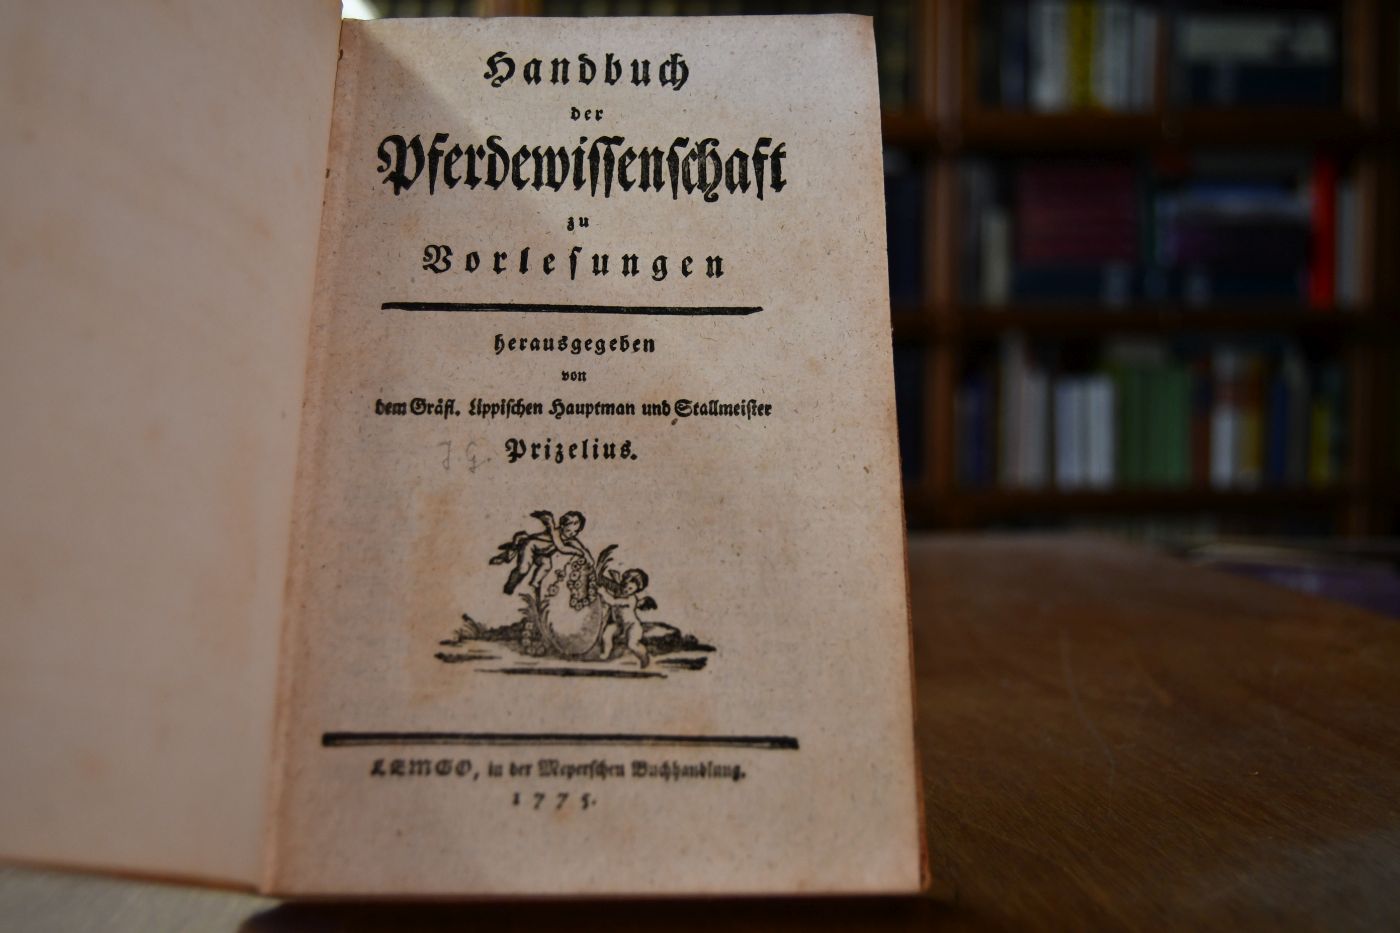 Handbuch
der
Pferdewiſſenſchaft
zu
Vorleſungen
herausgegeben
von
dem Gräfl. Lippiſchen Hauptman und Stallmeiſter
J. G. Prizelius.
LEMGO, in der Meyerſchen Buchhandlung.
1775.